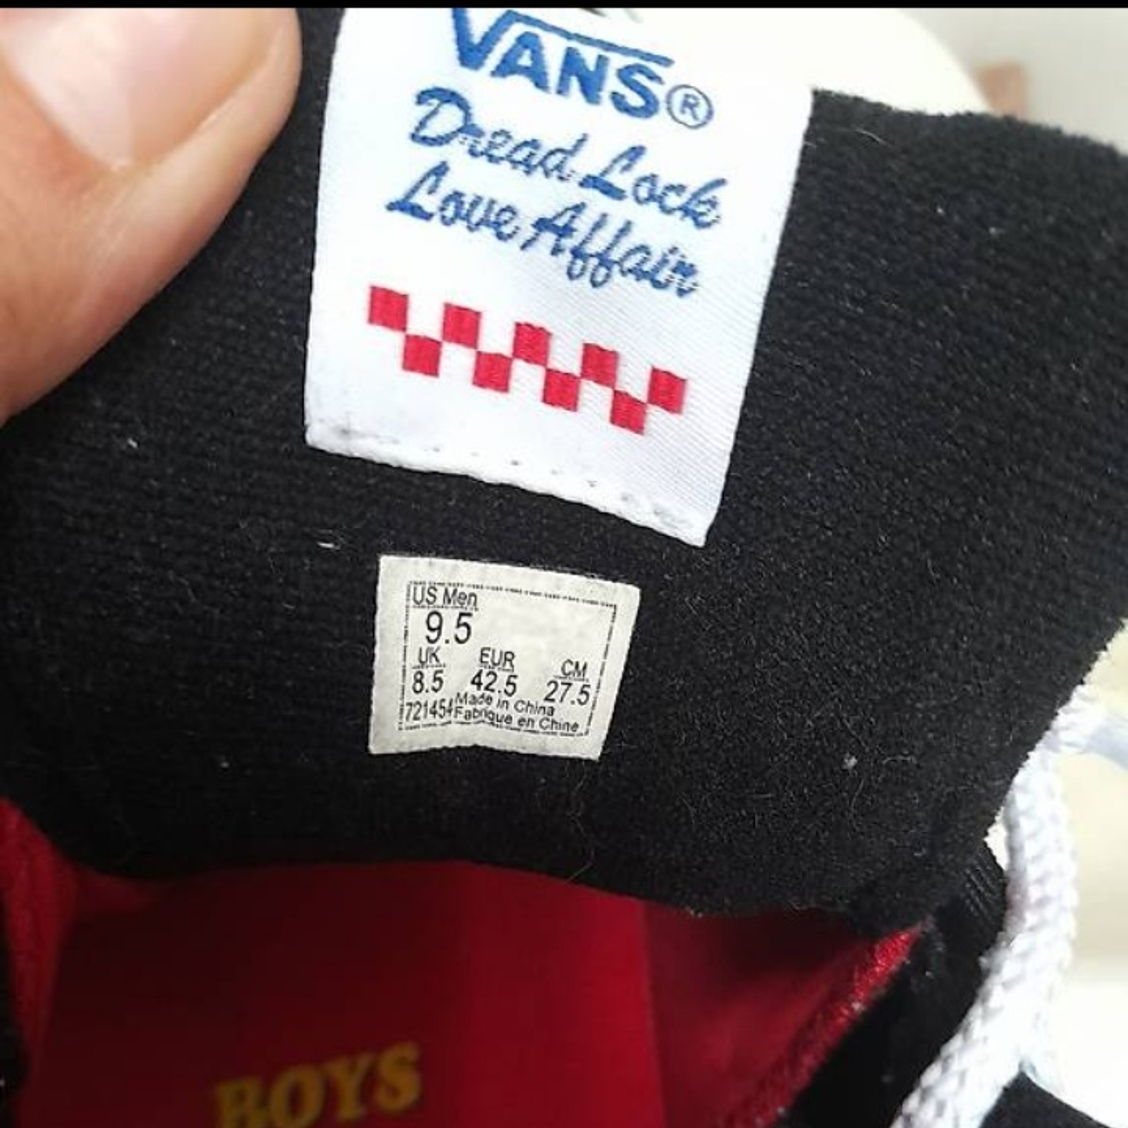 VANS®
Dread Lock
Love Affair
US Men
9.5
UK EUR CM
8.5 42.5 27.5
721454 Made in China
Fabrique en Chine
BOYS